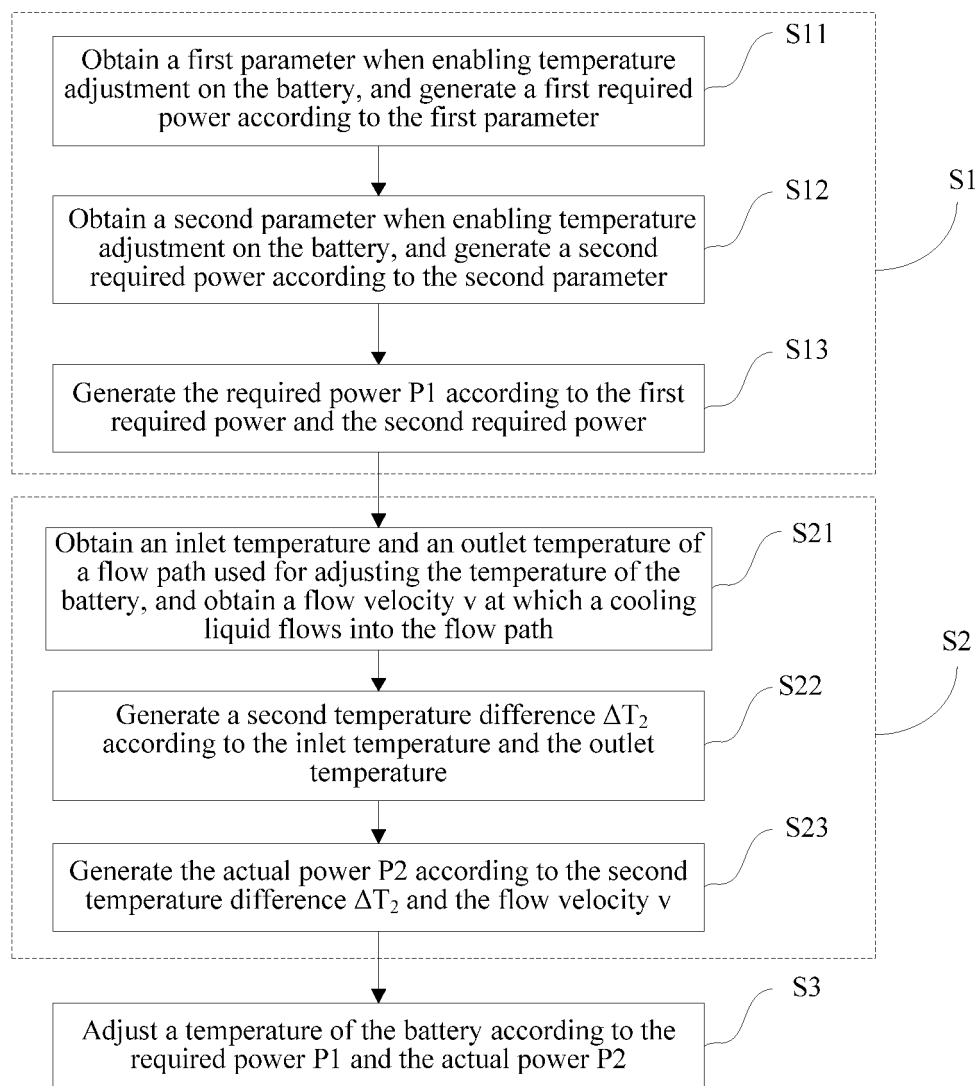 S11
Obtain a first parameter when enabling temperature
adjustment on the battery, and generate a first required
power according to the first parameter
S12
S1
Obtain a second parameter when enabling temperature
adjustment on the battery, and generate a second
required power according to the second parameter
S13
Generate the required power P1 according to the first
required power and the second required power
S21
Obtain an inlet temperature and an outlet temperature of
a flow path used for adjusting the temperature of the
battery, and obtain a flow velocity v at which a cooling
liquid flows into the flow path
S2
S22
Generate a second temperature difference ΔT₂
according to the inlet temperature and the outlet
temperature
S23
Generate the actual power P2 according to the second
temperature difference ΔT₂ and the flow velocity v
S3
Adjust a temperature of the battery according to the
required power P1 and the actual power P2